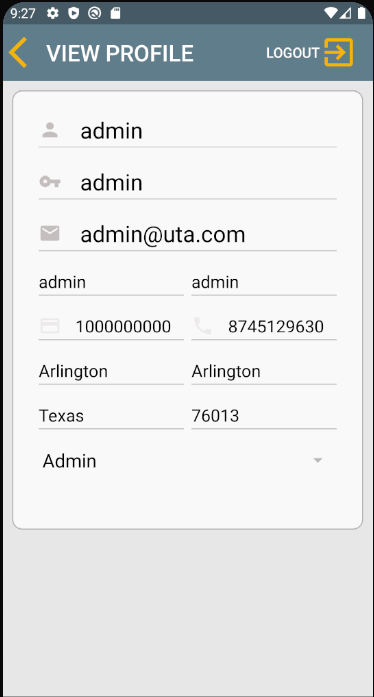 9:27
VIEW PROFILE LOGOUT
admin
admin
admin@uta.com
admin admin
1000000000 8745129630
Arlington Arlington
Texas 76013
Admin